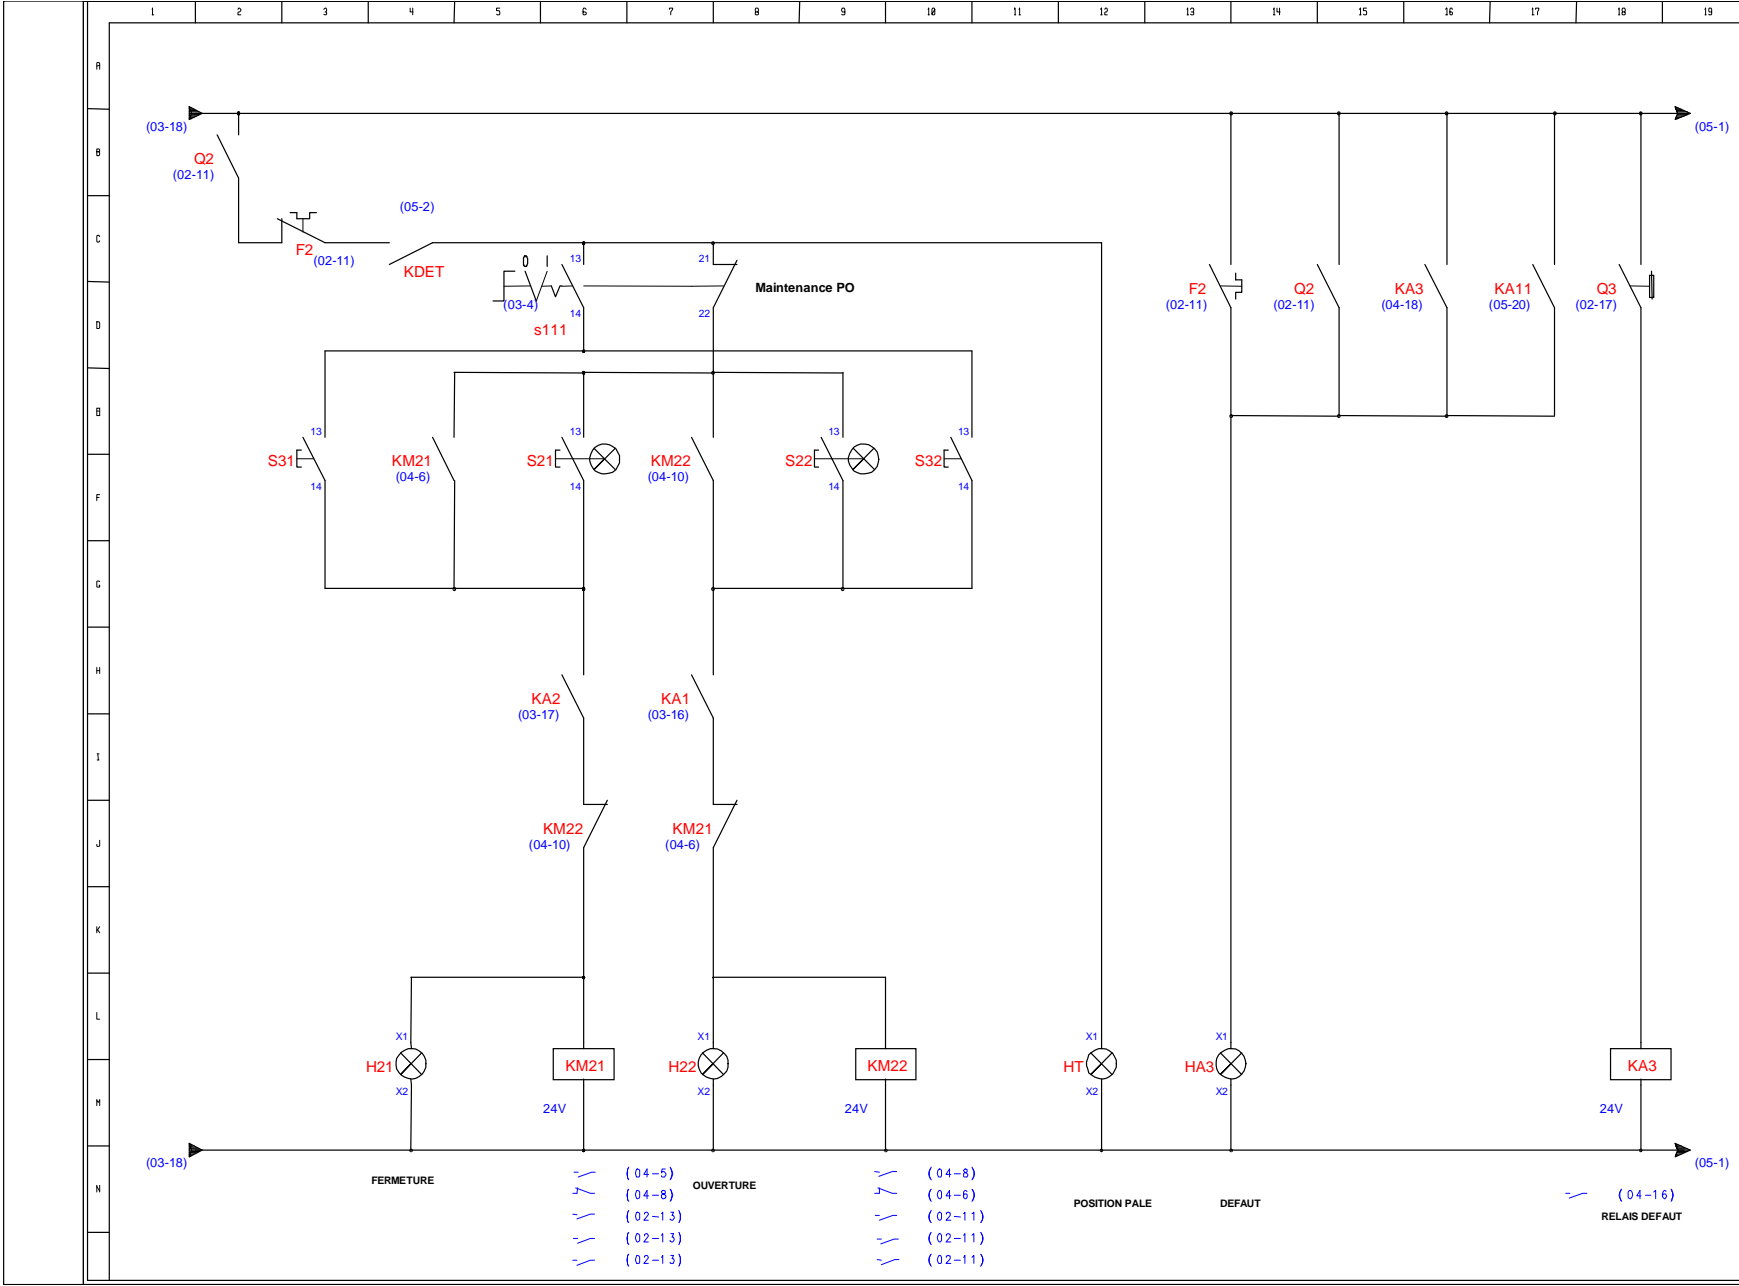 1 2 3 4 5 6 7 8 9 10 11 12 13 14 15 16 17 18 19
A
(03-18) (05-1)
B
Q2
(02-11)
(05-2)
C
F2 (02-11)
KDET
0 1
13 21
(03-4)
14 22
s111
Maintenance PO
F2 Q2 KA3 KA11 Q3
(02-11) (02-11) (04-18) (05-20) (02-17)
D
E
13 13 13 13
S31 KM21 S21 KM22 S22 S32
(04-6) (04-10)
14 14 14 14
F
G
H
KA2 KA1
(03-17) (03-16)
I
KM22 KM21
(04-10) (04-6)
J
K
L
X1 X1 X1 X1
H21 KM21 H22 KM22 HT HA3 KA3
X2 X2 X2 X2
24V 24V 24V
M
(03-18) (05-1)
N
FERMETURE OUVERTURE POSITION PALE DEFAUT
(04-5) (04-8)
(04-8) (04-6)
(02-13) (02-11)
(02-13) (02-11)
(02-13) (02-11)
(04-16)
RELAIS DEFAUT